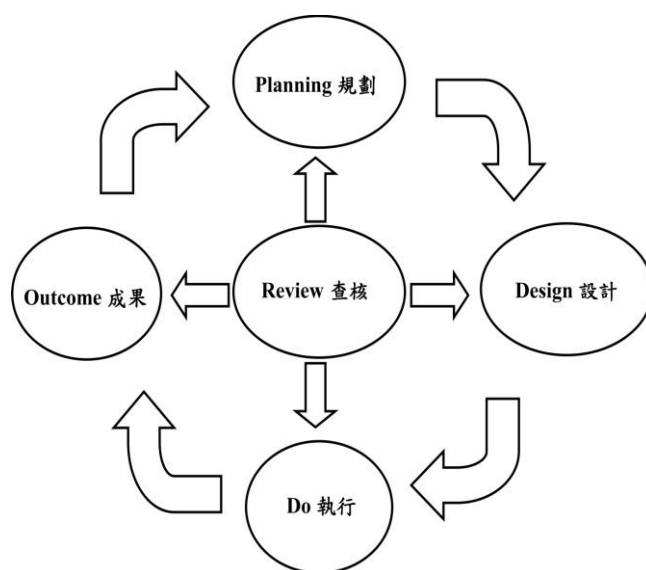 Planning 規劃
Outcome 成果
Review 查核
Design 設計
Do 執行